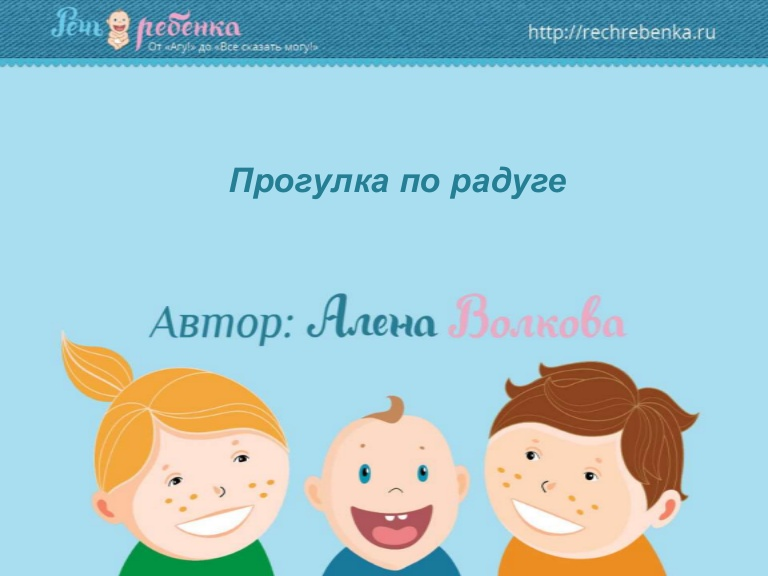 Речь ребенка
От «Агу!» до «Все сказать могу!»
http://rechrebenka.ru
Прогулка по радуге
Автор: Алена Волкова